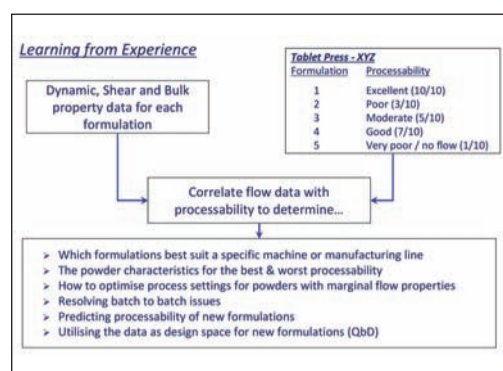 Learning from Experience
Dynamic, Shear and Bulk
property data for each
formulation
Tablet Press - XYZ
Formulation Processability
1 Excellent (10/10)
2 Poor (3/10)
3 Moderate (5/10)
4 Good (7/10)
5 Very poor / no flow (1/10)
Correlate flow data with
processability to determine...
➢ Which formulations best suit a specific machine or manufacturing line
➢ The powder characteristics for the best & worst processability
➢ How to optimise process settings for powders with marginal flow properties
➢ Resolving batch to batch issues
➢ Predicting processability of new formulations
➢ Utilising the data as design space for new formulations (QbD)